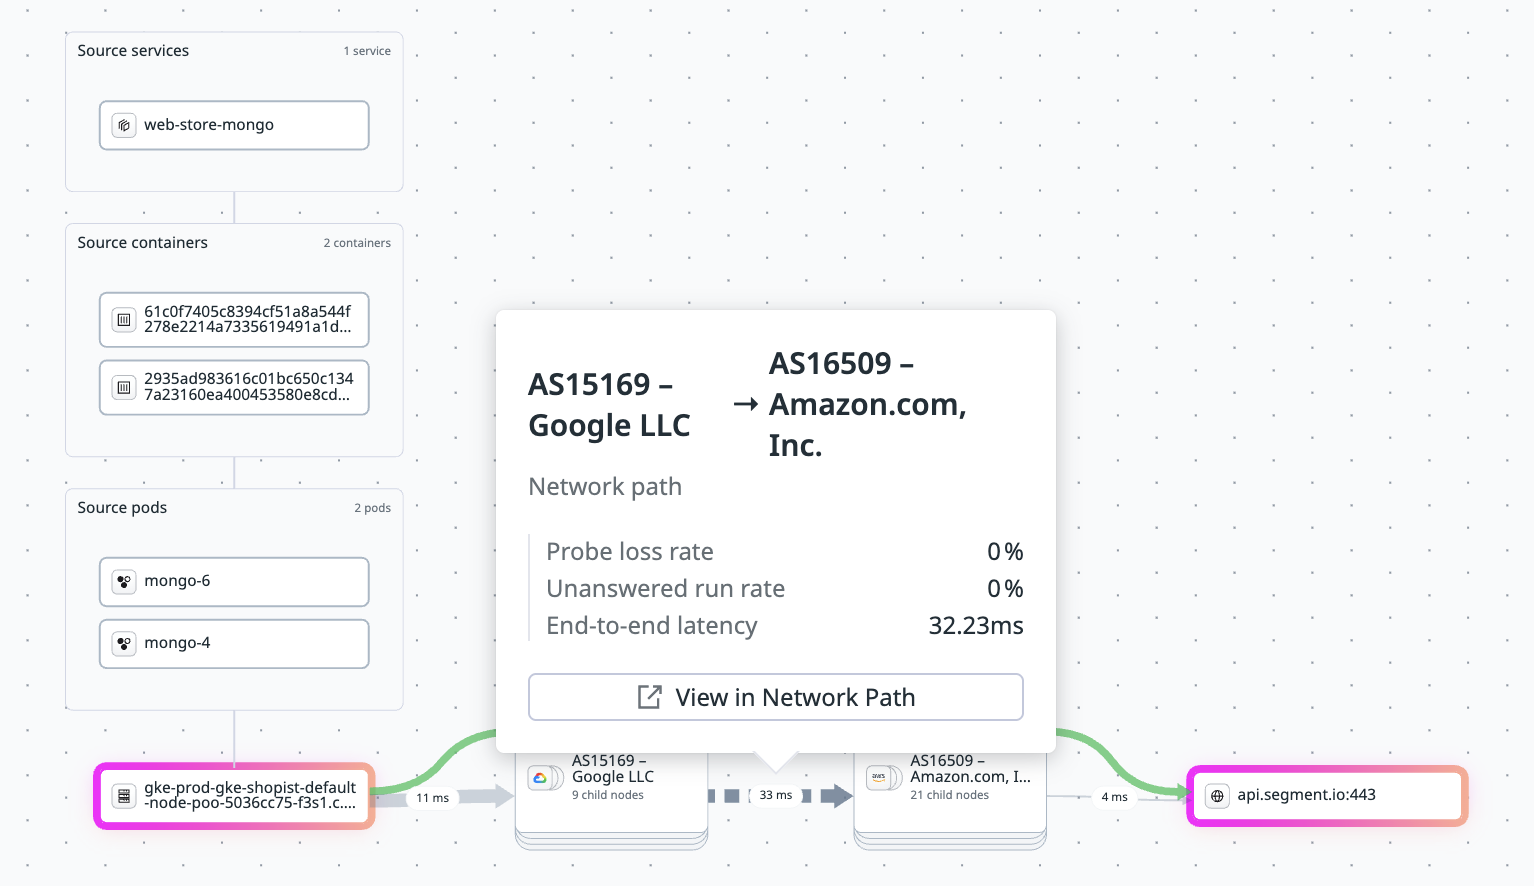 Source services
1 service
web-store-mongo
Source containers
2 containers
61c0f7405c8394cf51a8a544f
278e2214a7335619491a1d...
2935ad983616c01bc650c134
7a23160ea400453580e8cd...
Source pods
2 pods
mongo-6
mongo-4
gke-prod-gke-shopist-default
-node-poo-5036cc75-f3s1.c....
11 ms
AS15169 –
Google LLC
→
AS16509 –
Amazon.com,
Inc.
Network path
Probe loss rate 0%
Unanswered run rate 0%
End-to-end latency 32.23ms
View in Network Path
AS15169 –
Google LLC
9 child nodes
33 ms
aws
AS16509 –
Amazon.com, I...
21 child nodes
4 ms
api.segment.io:443